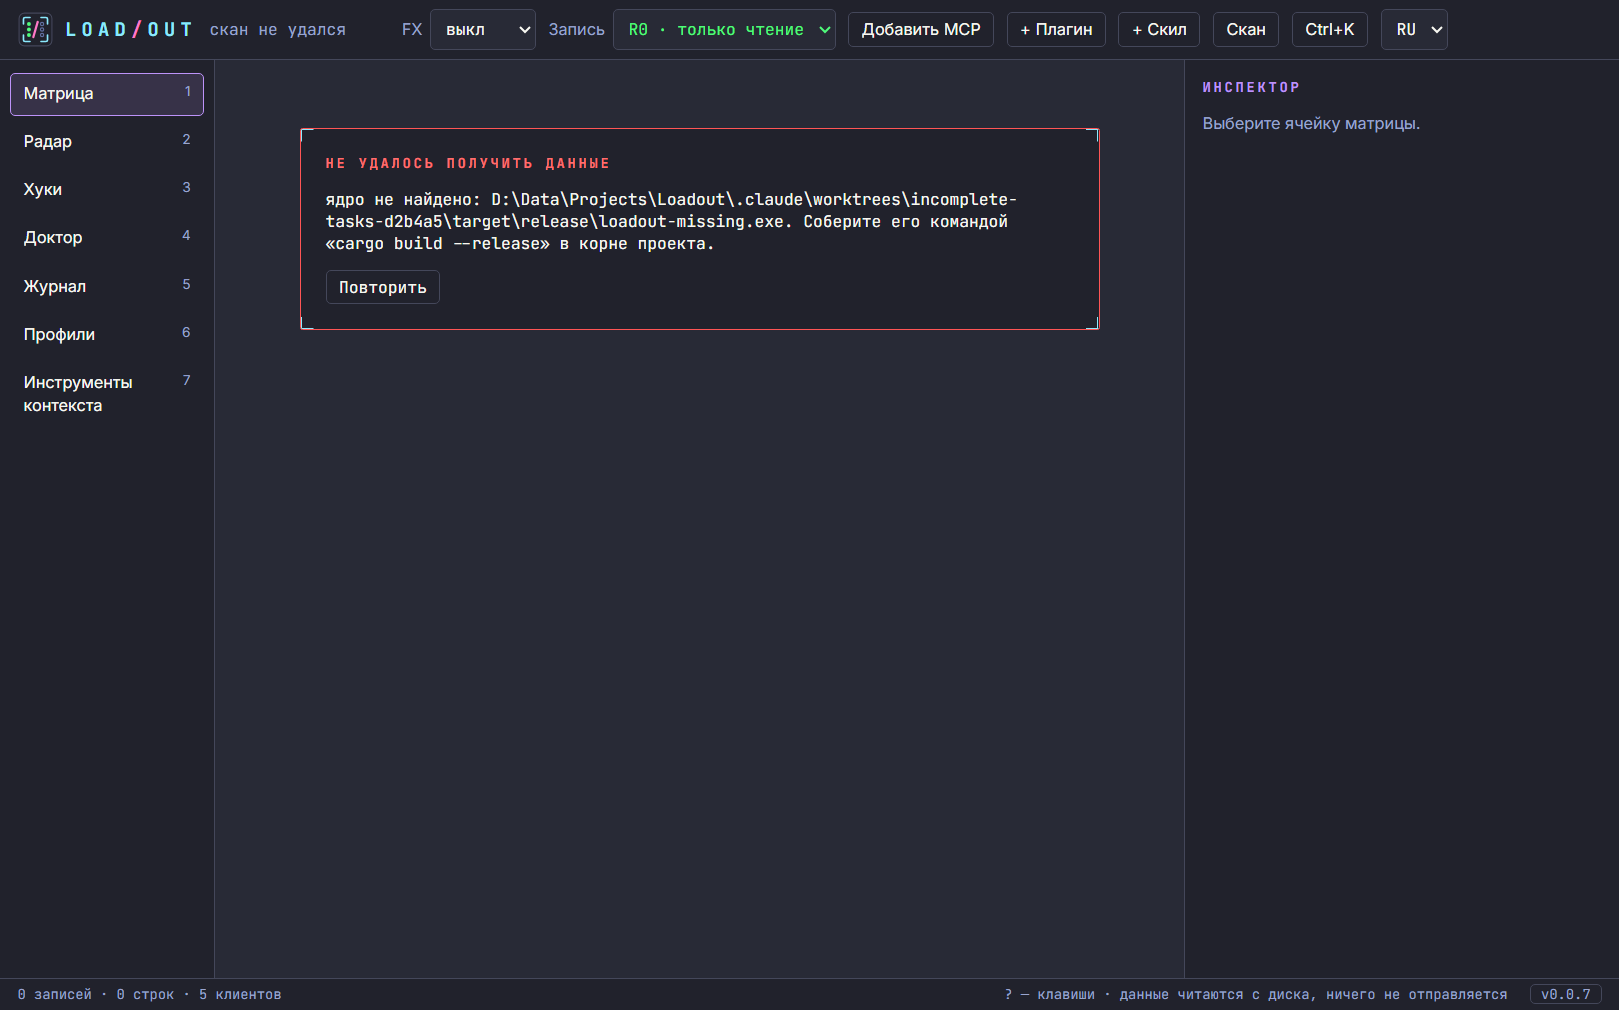 LOAD/OUT скан не удался FX выкл Запись R0 · только чтение Добавить MCP + Плагин + Скил Скан Ctrl+K RU
Матрица 1
Радар 2
Хуки 3
Доктор 4
Журнал 5
Профили 6
Инструменты контекста 7
НЕ УДАЛОСЬ ПОЛУЧИТЬ ДАННЫЕ
ядро не найдено: D:\Data\Projects\Loadout\.claude\worktrees\incomplete-
tasks-d2b4a5\target\release\loadout-missing.exe. Соберите его командой
«cargo build --release» в корне проекта.
Повторить
ИНСПЕКТОР
Выберите ячейку матрицы.
0 записей · 0 строк · 5 клиентов
? — клавиши · данные читаются с диска, ничего не отправляется v0.0.7